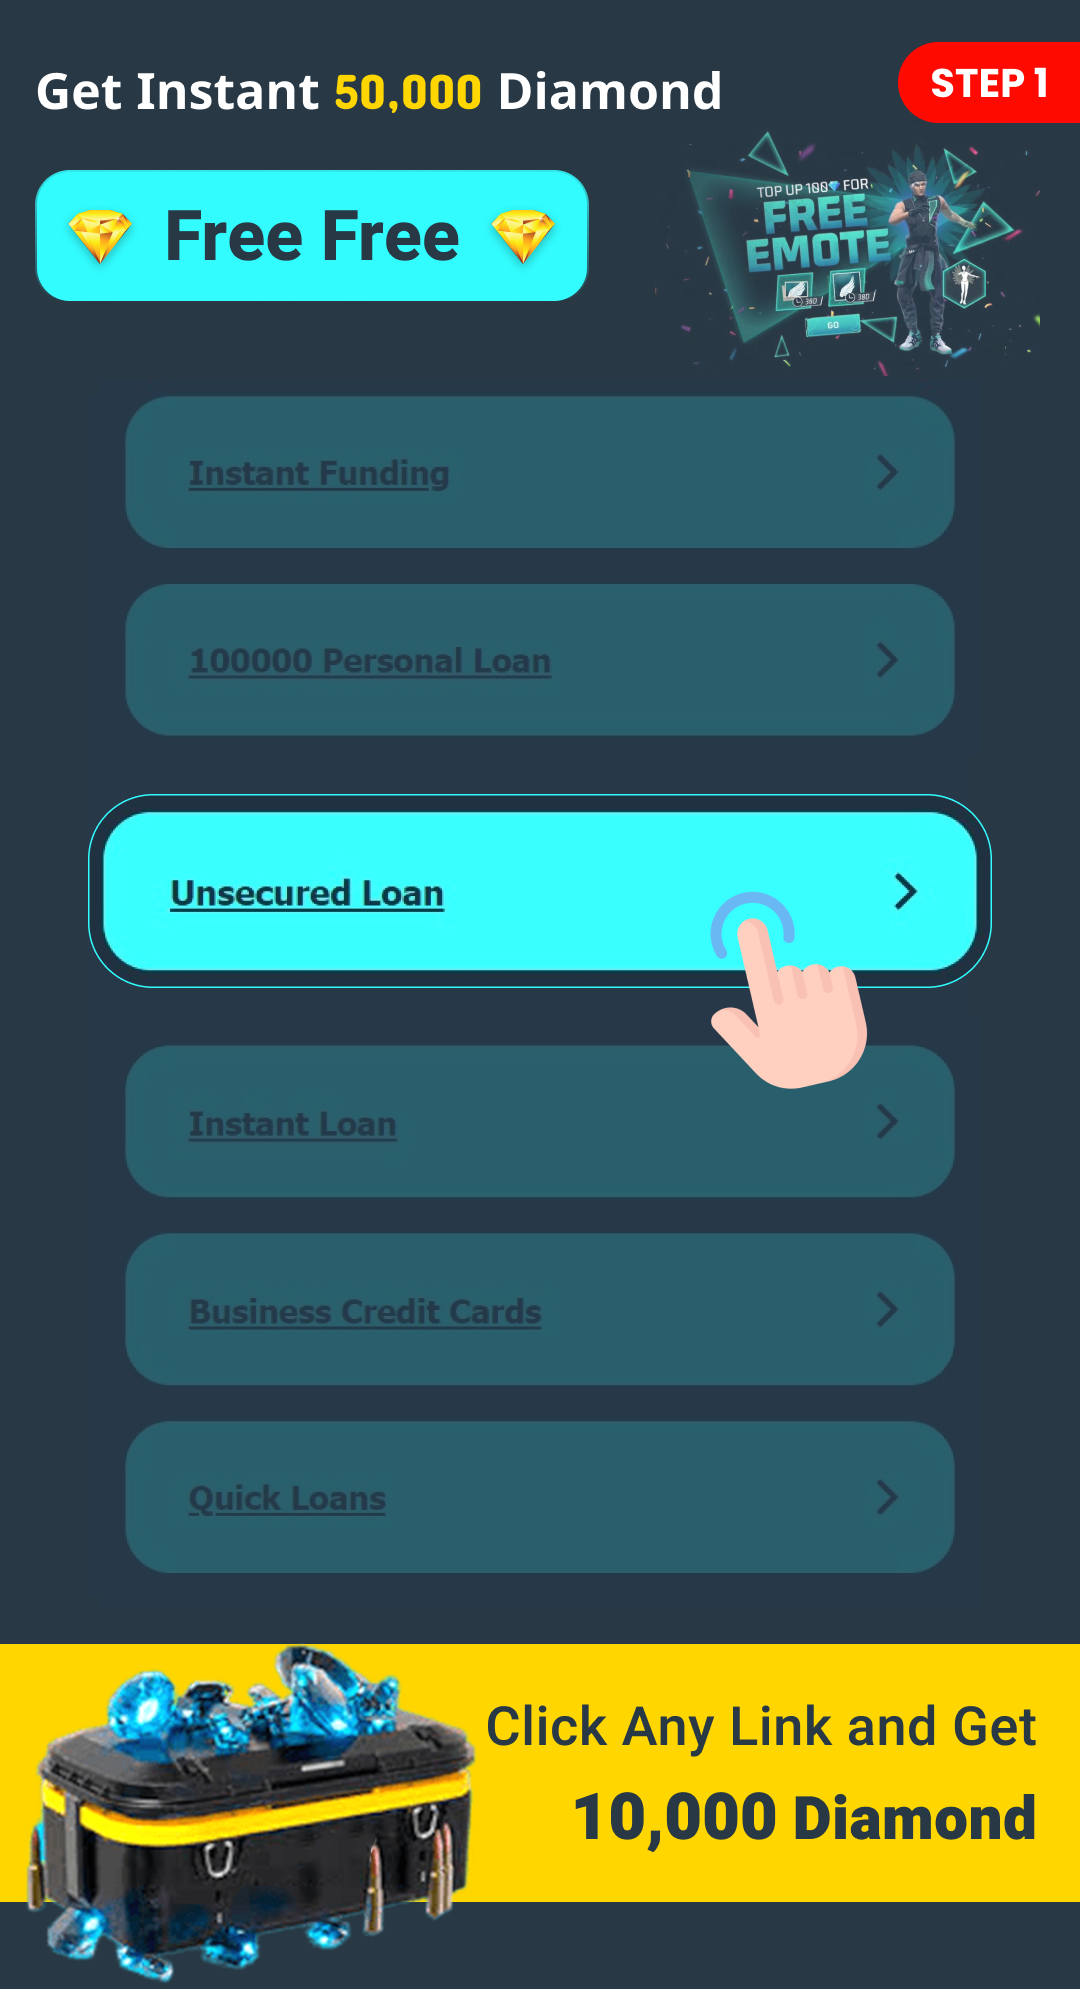 Get Instant 50,000 Diamond
STEP 1
Free Free
TOP UP 100 FOR
FREE
EMOTE
380
380
GO
Instant Funding
100000 Personal Loan
Unsecured Loan
Instant Loan
Business Credit Cards
Quick Loans
Click Any Link and Get
10,000 Diamond